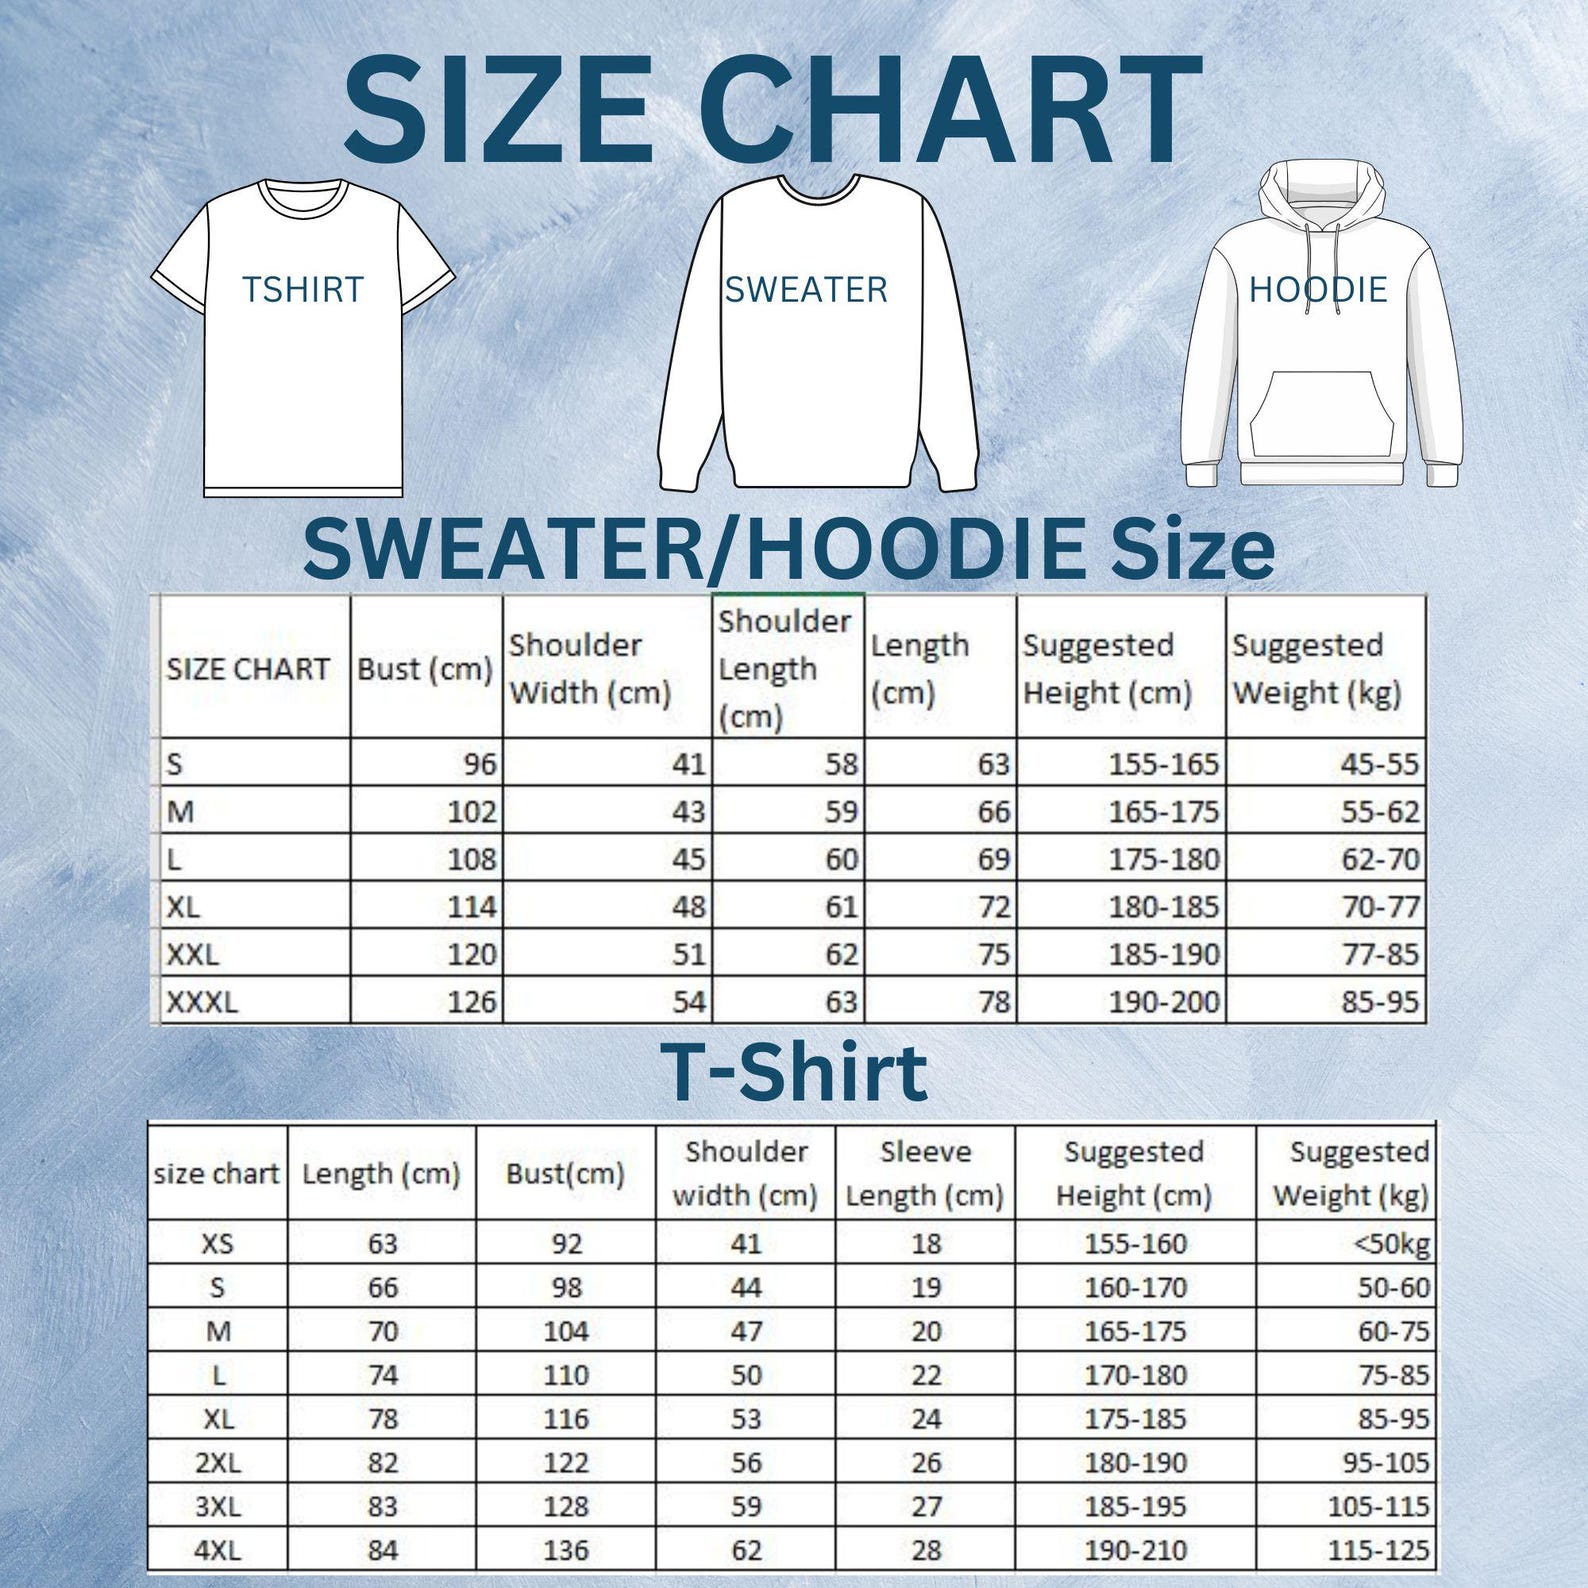 SIZE CHART
TSHIRT
SWEATER
HOODIE
SWEATER/HOODIE Size
SIZE CHART Bust (cm) Shoulder Width (cm) Shoulder Length (cm) Length (cm) Suggested Height (cm) Suggested Weight (kg)
S 96 41 58 63 155-165 45-55
M 102 43 59 66 165-175 55-62
L 108 45 60 69 175-180 62-70
XL 114 48 61 72 180-185 70-77
XXL 120 51 62 75 185-190 77-85
XXXL 126 54 63 78 190-200 85-95
T-Shirt
size chart Length (cm) Bust(cm) Shoulder width (cm) Sleeve Length (cm) Suggested Height (cm) Suggested Weight (kg)
XS 63 92 41 18 155-160 <50kg
S 66 98 44 19 160-170 50-60
M 70 104 47 20 165-175 60-75
L 74 110 50 22 170-180 75-85
XL 78 116 53 24 175-185 85-95
2XL 82 122 56 26 180-190 95-105
3XL 83 128 59 27 185-195 105-115
4XL 84 136 62 28 190-210 115-125